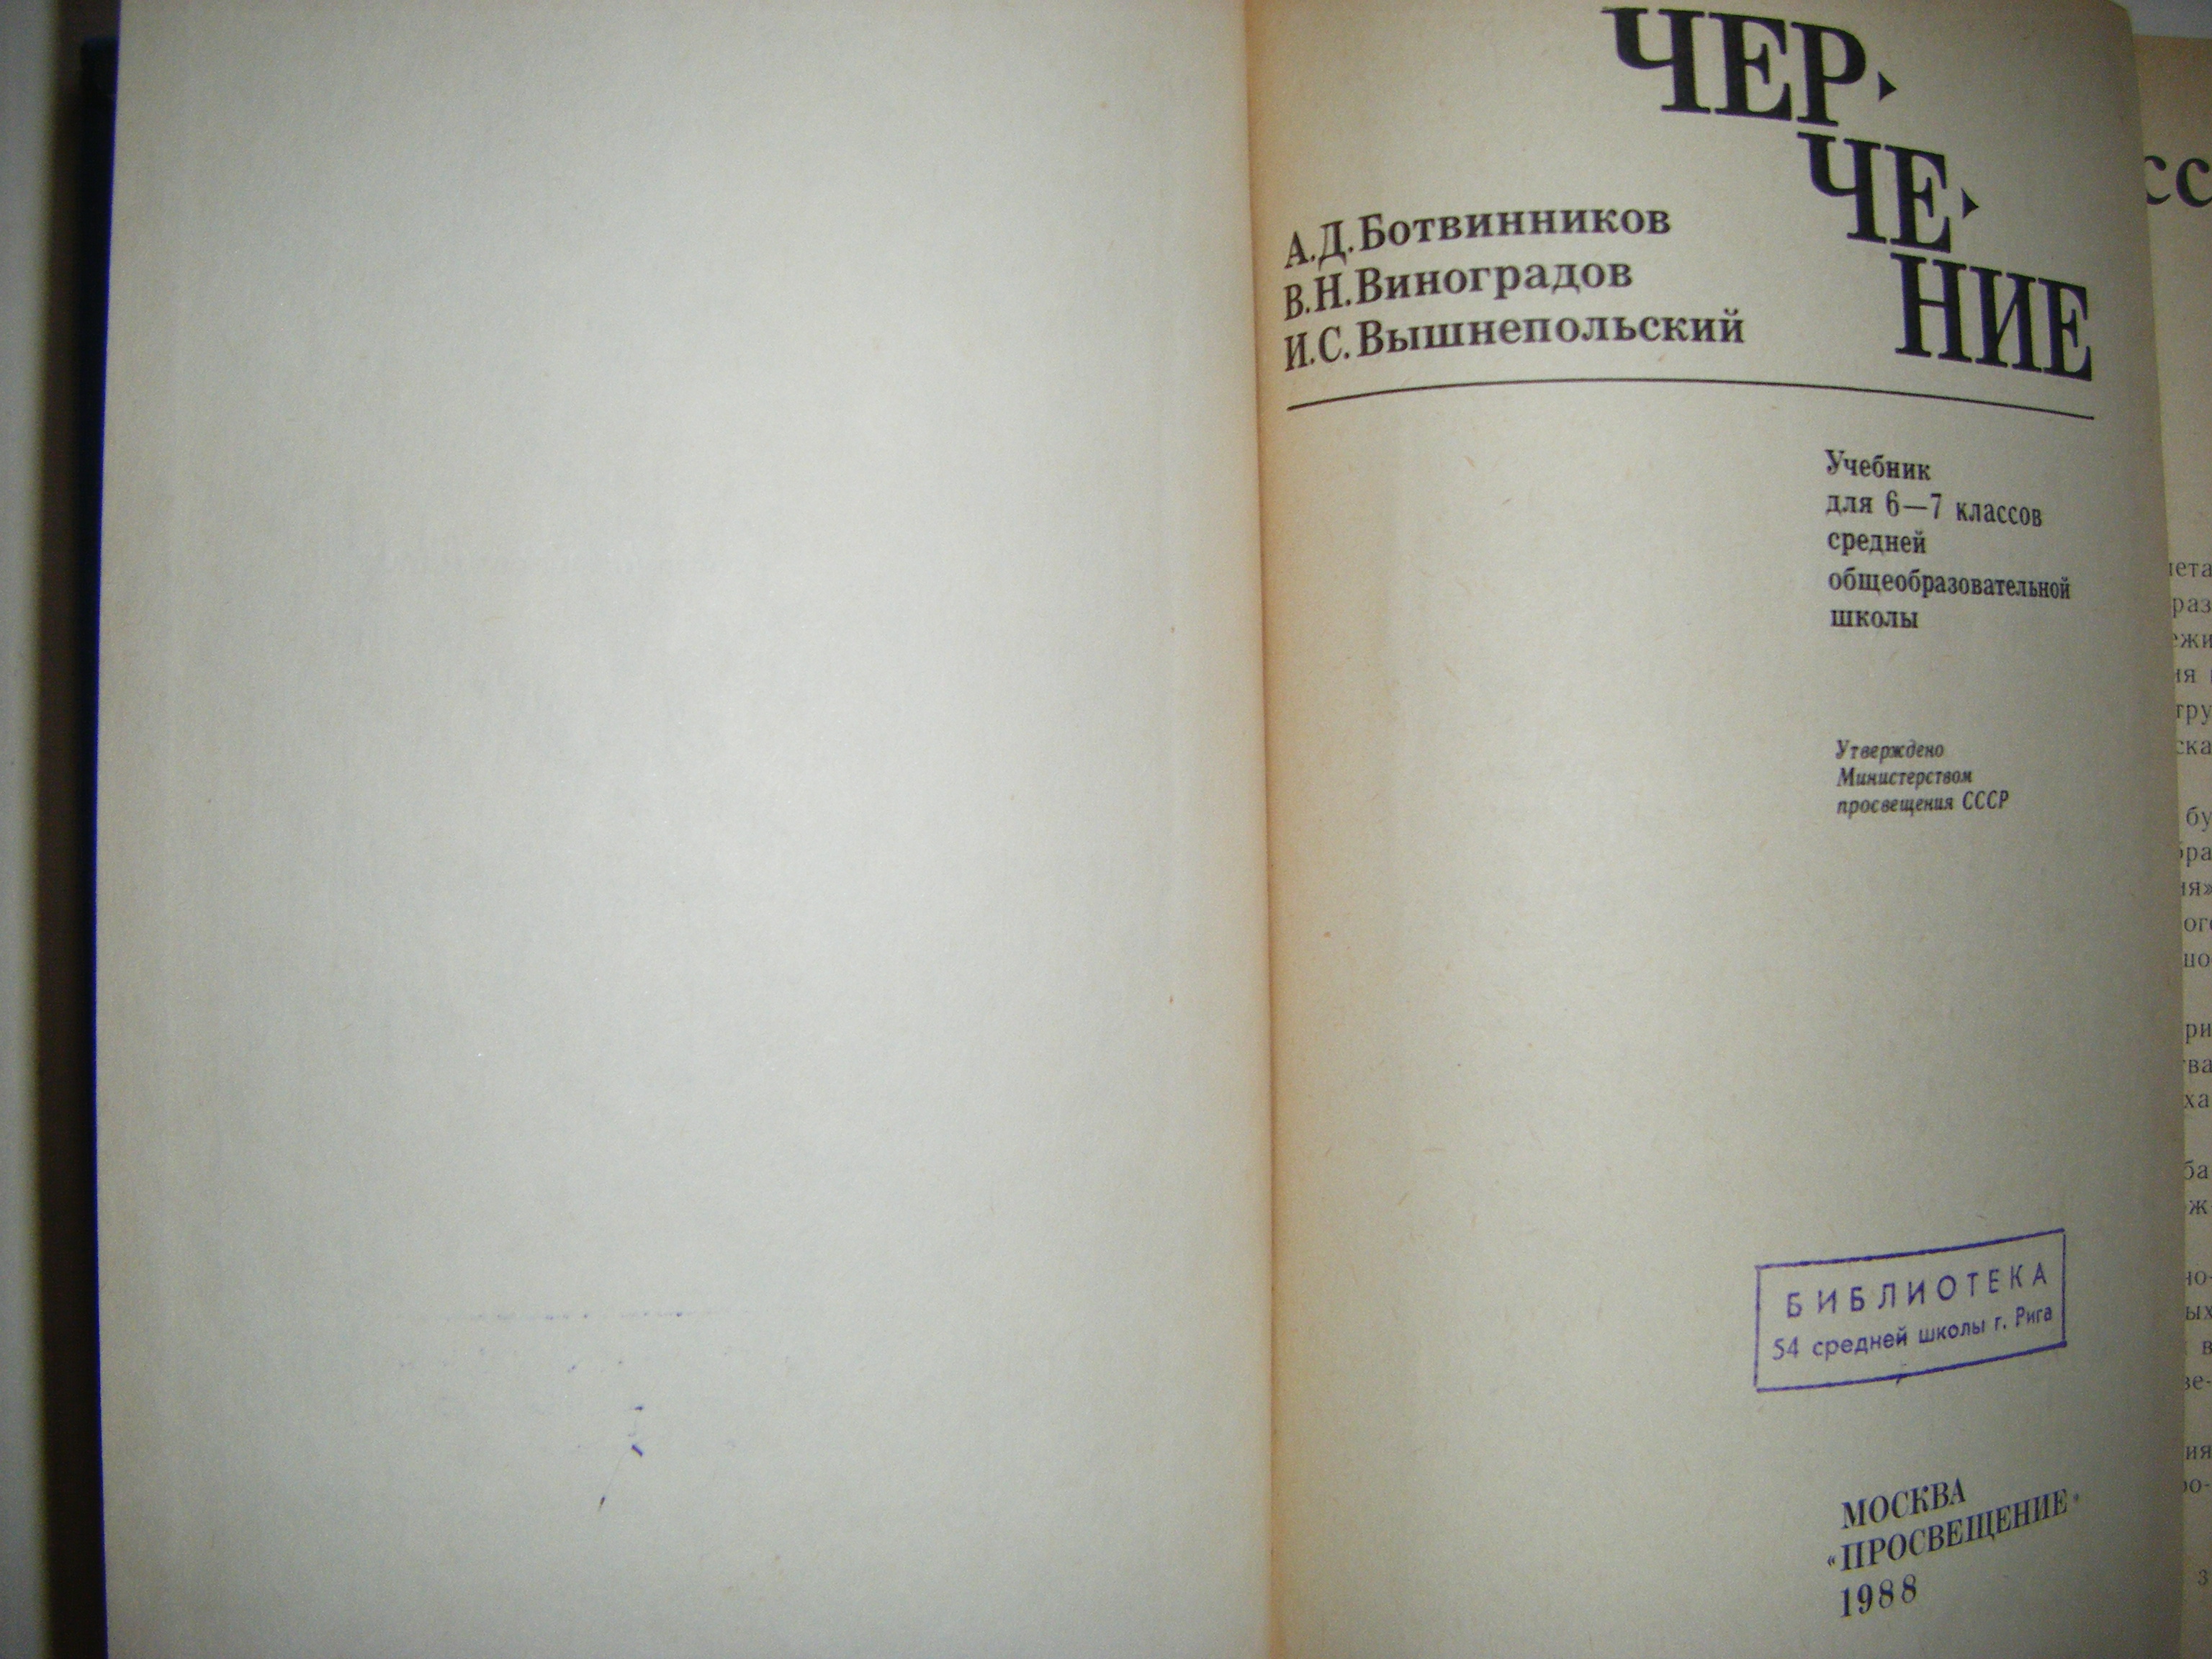 ЧЕР-
ЧЕ-
НИЕ
А.Д.Ботвинников
В.Н.Виноградов
И.С.Вышнепольский
Учебник
для 6—7 классов
средней
общеобразовательной
школы
Утверждено
Министерством
просвещения СССР
БИБЛИОТЕКА
54 средней школы г. Рига
МОСКВА
«ПРОСВЕЩЕНИЕ»
1988